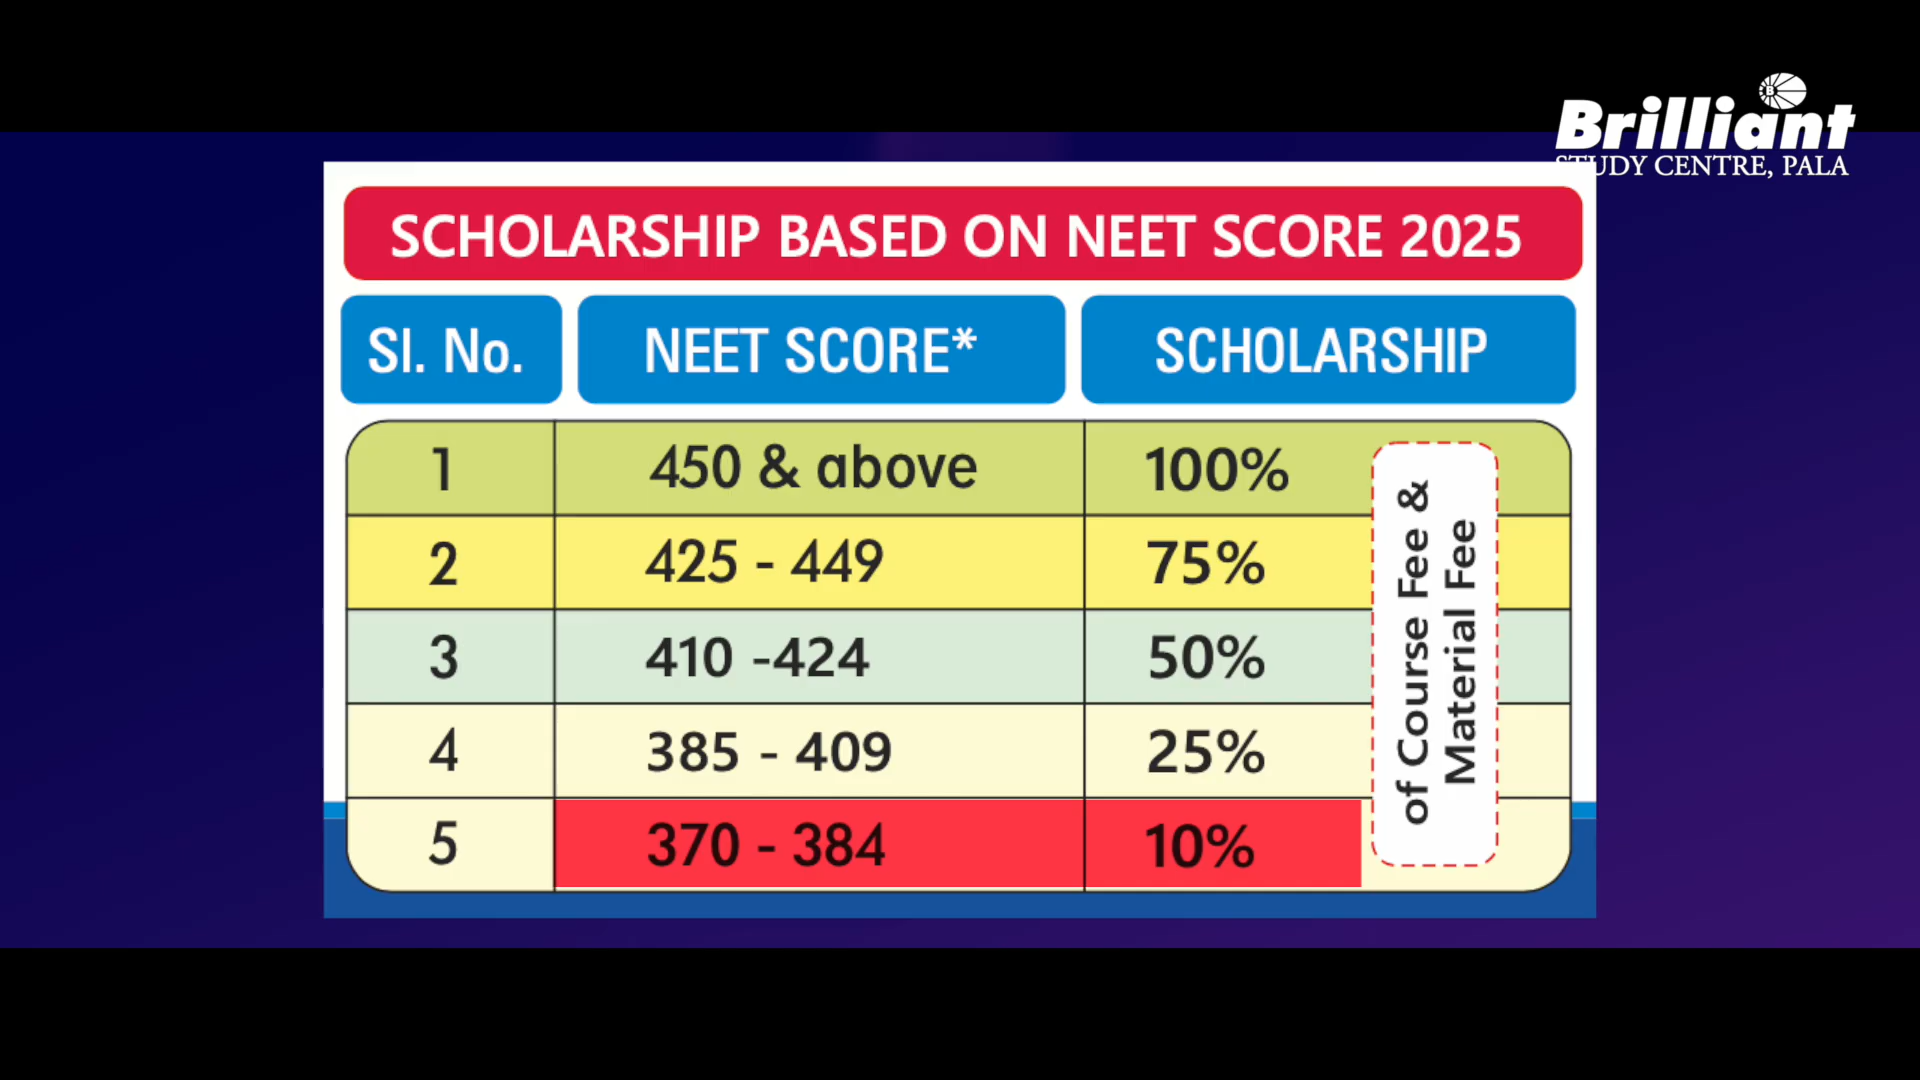 Brilliant
STUDY CENTRE, PALA
SCHOLARSHIP BASED ON NEET SCORE 2025
Sl. No. NEET SCORE* SCHOLARSHIP
1 450 & above 100%
2 425 - 449 75%
3 410 -424 50%
4 385 - 409 25%
5 370 - 384 10%
of Course Fee &
Material Fee